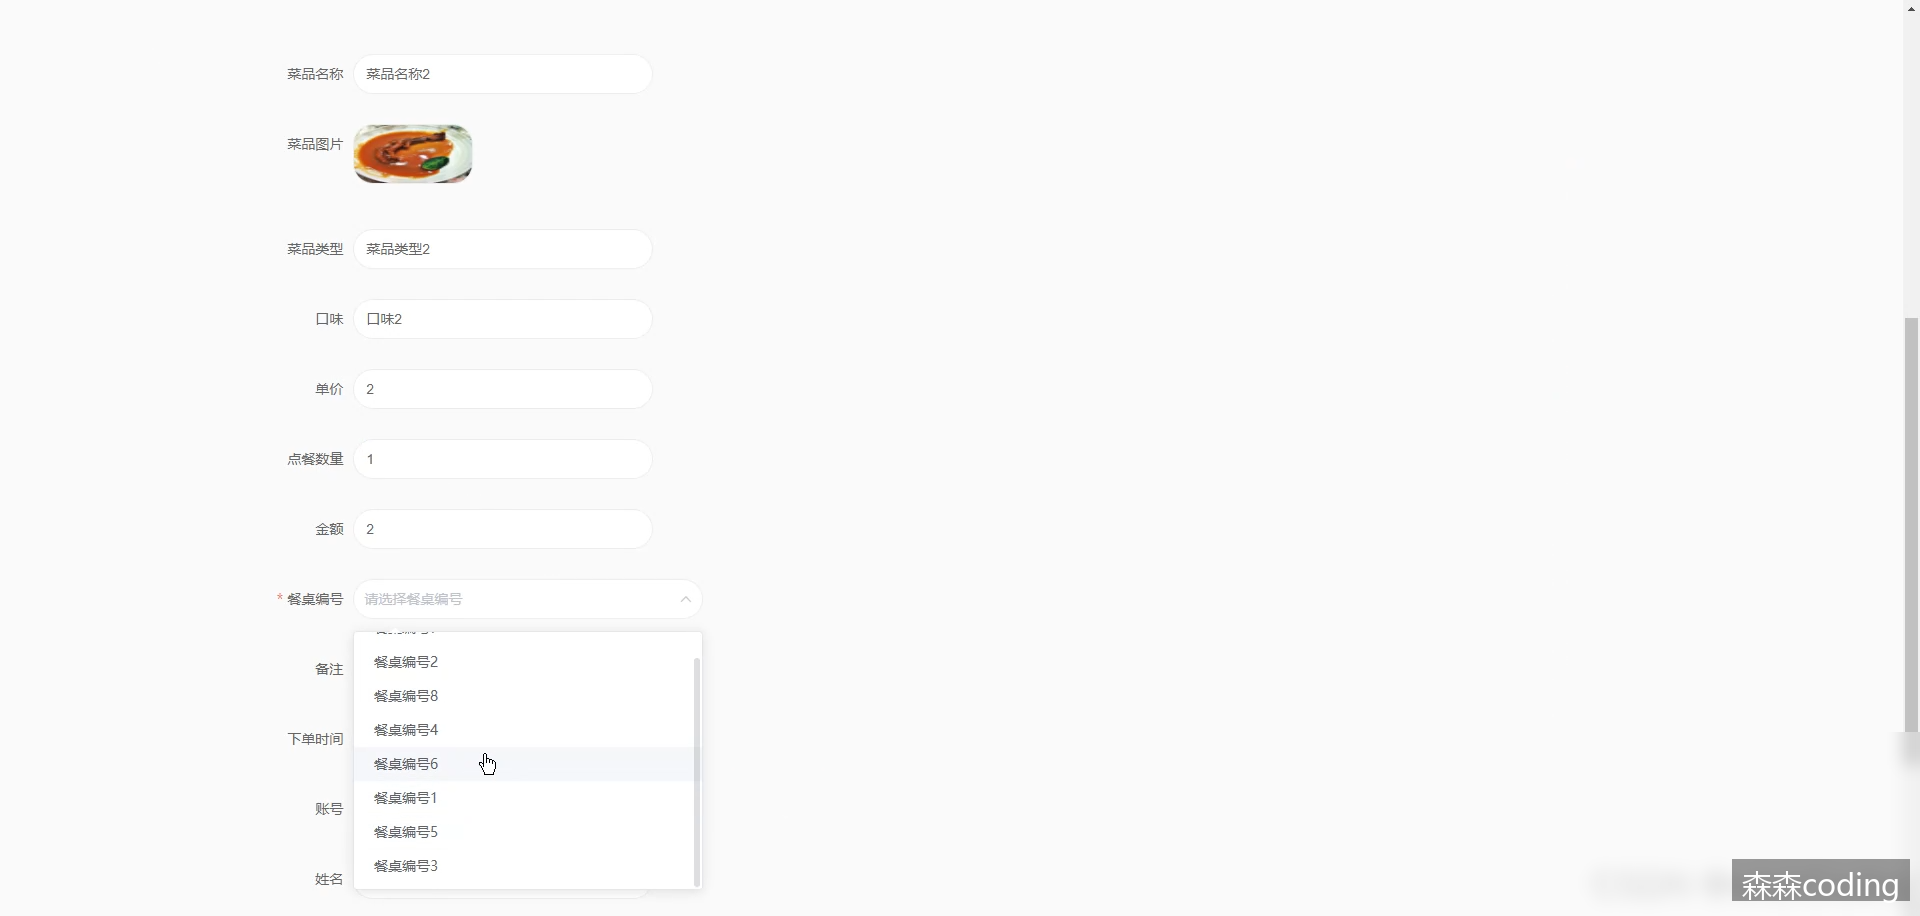 菜品名称 菜品名称2
菜品图片
菜品类型 菜品类型2
口味 口味2
单价 2
点餐数量 1
金额 2
* 餐桌编号 请选择餐桌编号
餐桌编号2
备注
餐桌编号8
餐桌编号4
下单时间
餐桌编号6
餐桌编号1
账号
餐桌编号5
餐桌编号3
姓名
森森coding